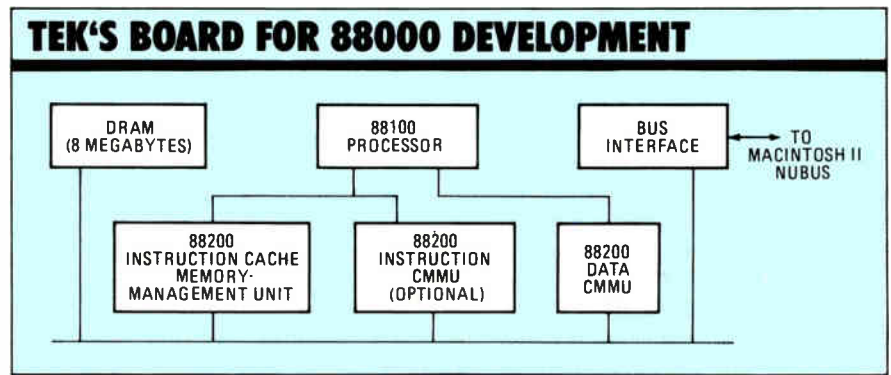 TEK'S BOARD FOR 88000 DEVELOPMENT
DRAM
(8 MEGABYTES)
88100
PROCESSOR
BUS
INTERFACE
TO
MACINTOSH II
NUBUS
88200
INSTRUCTION CACHE
MEMORY-
MANAGEMENT UNIT
88200
INSTRUCTION
CMMU
(OPTIONAL)
88200
DATA
CMMU